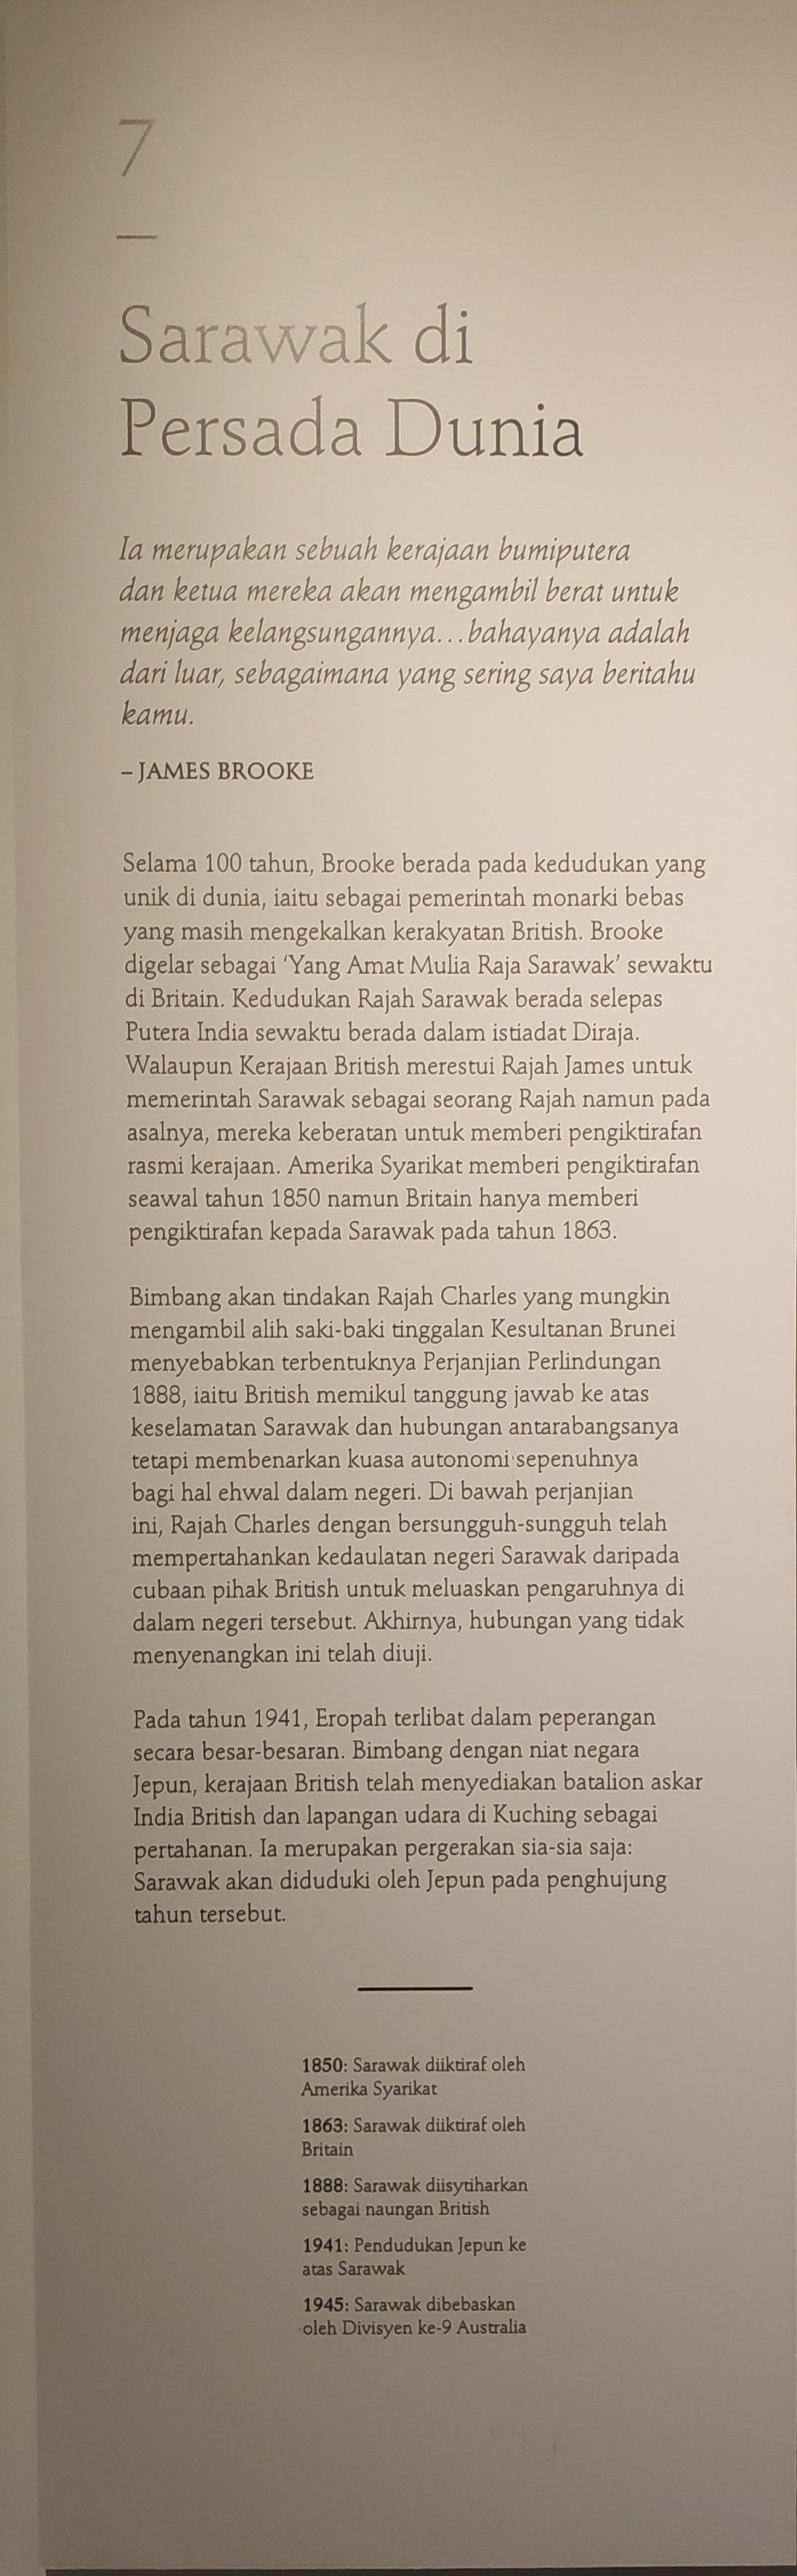 7
Sarawak di
Persada Dunia
Ia merupakan sebuah kerajaan bumiputera
dan ketua mereka akan mengambil berat untuk
menjaga kelangsungannya...bahayanya adalah
dari luar, sebagaimana yang sering saya beritahu
kamu.
– JAMES BROOKE
Selama 100 tahun, Brooke berada pada kedudukan yang
unik di dunia, iaitu sebagai pemerintah monarki bebas
yang masih mengekalkan kerakyatan British. Brooke
digelar sebagai ‘Yang Amat Mulia Raja Sarawak’ sewaktu
di Britain. Kedudukan Rajah Sarawak berada selepas
Putera India sewaktu berada dalam istiadat Diraja.
Walaupun Kerajaan British merestui Rajah James untuk
memerintah Sarawak sebagai seorang Rajah namun pada
asalnya, mereka keberatan untuk memberi pengiktirafan
rasmi kerajaan. Amerika Syarikat memberi pengiktirafan
seawal tahun 1850 namun Britain hanya memberi
pengiktirafan kepada Sarawak pada tahun 1863.
Bimbang akan tindakan Rajah Charles yang mungkin
mengambil alih saki-baki tinggalan Kesultanan Brunei
menyebabkan terbentuknya Perjanjian Perlindungan
1888, iaitu British memikul tanggung jawab ke atas
keselamatan Sarawak dan hubungan antarabangsanya
tetapi membenarkan kuasa autonomi sepenuhnya
bagi hal ehwal dalam negeri. Di bawah perjanjian
ini, Rajah Charles dengan bersungguh-sungguh telah
mempertahankan kedaulatan negeri Sarawak daripada
cubaan pihak British untuk meluaskan pengaruhnya di
dalam negeri tersebut. Akhirnya, hubungan yang tidak
menyenangkan ini telah diuji.
Pada tahun 1941, Eropah terlibat dalam peperangan
secara besar-besaran. Bimbang dengan niat negara
Jepun, kerajaan British telah menyediakan batalion askar
India British dan lapangan udara di Kuching sebagai
pertahanan. Ia merupakan pergerakan sia-sia saja:
Sarawak akan diduduki oleh Jepun pada penghujung
tahun tersebut.
1850: Sarawak diiktiraf oleh
Amerika Syarikat
1863: Sarawak diiktiraf oleh
Britain
1888: Sarawak diisytiharkan
sebagai naungan British
1941: Pendudukan Jepun ke
atas Sarawak
1945: Sarawak dibebaskan
oleh Divisyen ke-9 Australia